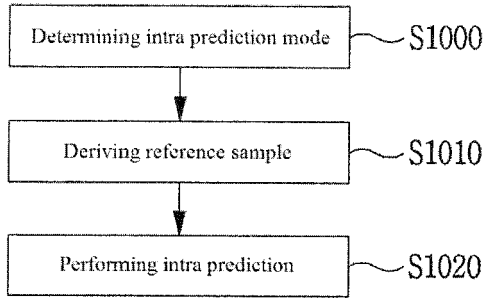 Determining intra prediction mode
S1000
Deriving reference sample
S1010
Performing intra prediction
S1020